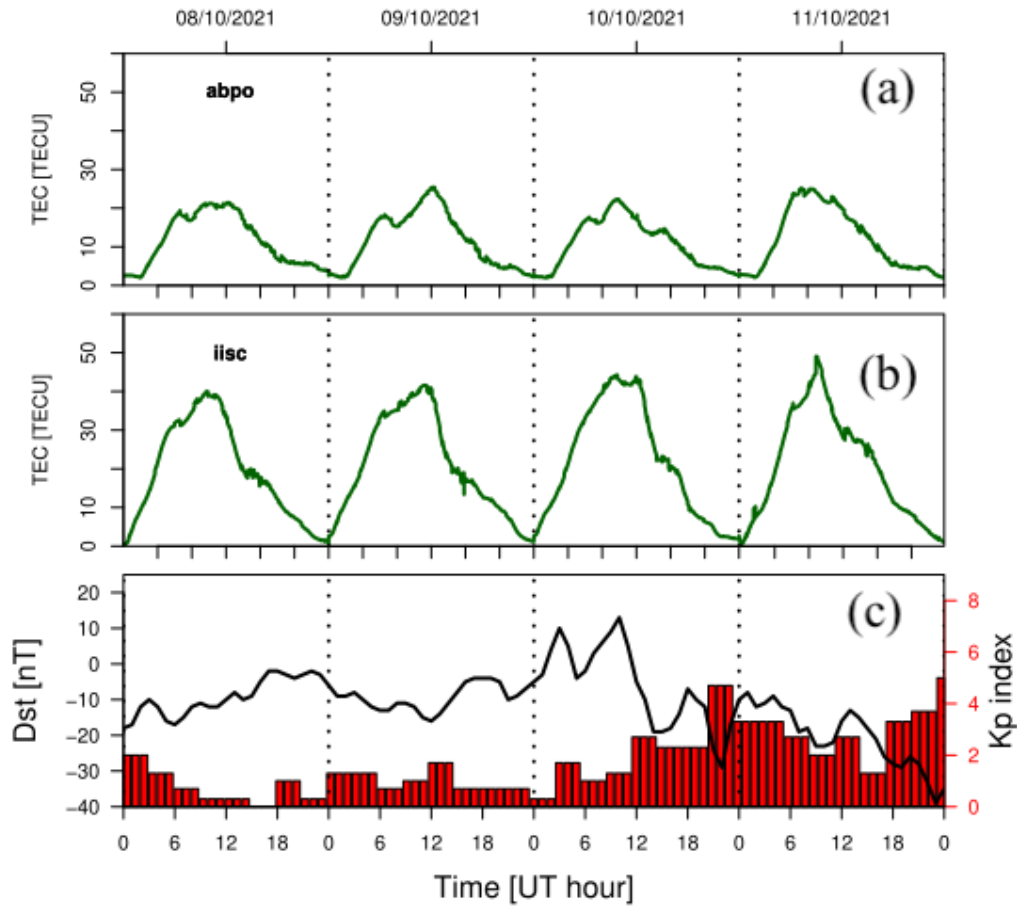 08/10/2021 09/10/2021 10/10/2021 11/10/2021
TEC [TECU]
50
30
10
0
abpo
(a)
TEC [TECU]
50
30
10
0
iisc
(b)
Dst [nT]
20
10
0
−10
−20
−30
−40
(c)
8
6
4
2
0
Kp index
0 6 12 18 0 6 12 18 0 6 12 18 0 6 12 18 0
Time [UT hour]